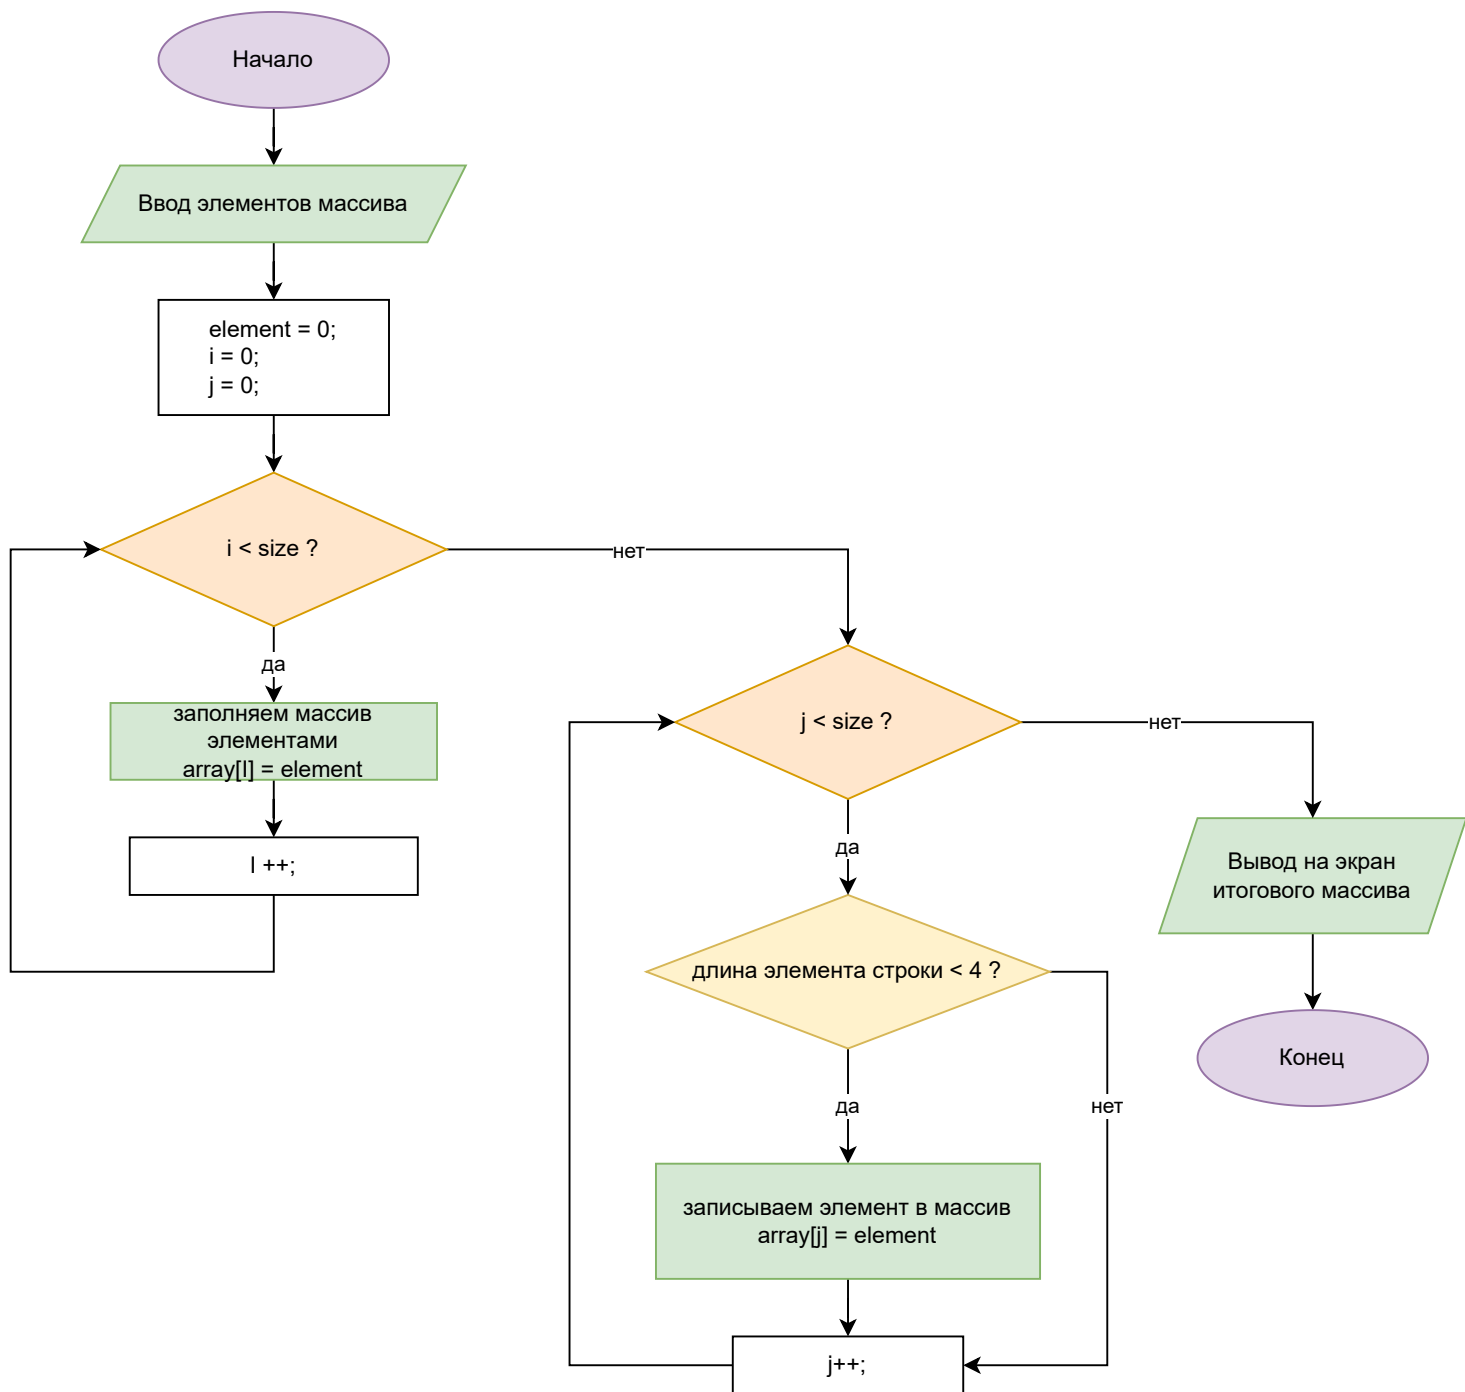 Начало
Ввод элементов массива
element = 0;
i = 0;
j = 0;
i < size ?
нет
да
заполняем массив
элементами
array[I] = element
I ++;
j < size ?
нет
да
длина элемента строки < 4 ?
да
нет
записываем элемент в массив
array[j] = element
j++;
Вывод на экран
итогового массива
Конец